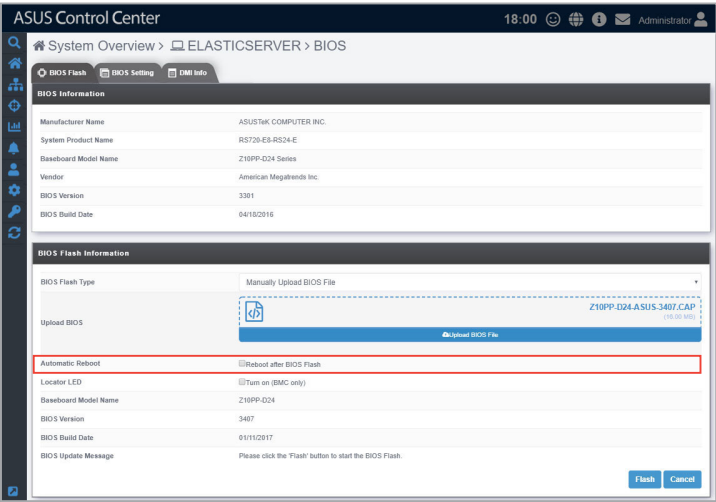 ASUS Control Center
18:00 Administrator
System Overview > ELASTICSERVER > BIOS
BIOS Flash BIOS Setting DMI Info
BIOS Information
Manufacturer Name ASUSTeK COMPUTER INC.
System Product Name RS720-E8-RS24-E
Baseboard Model Name Z10PP-D24 Series
Vendor American Megatrends Inc.
BIOS Version 3301
BIOS Build Date 04/18/2016
BIOS Flash Information
BIOS Flash Type Manually Upload BIOS File
Z10PP-D24-ASUS-3407.CAP
(16.00 MB)
Upload BIOS
Upload BIOS File
Automatic Reboot Reboot after BIOS Flash
Locator LED Turn on (BMC only)
Baseboard Model Name Z10PP-D24
BIOS Version 3407
BIOS Build Date 01/11/2017
BIOS Update Message Please click the 'Flash' button to start the BIOS Flash.
Flash Cancel